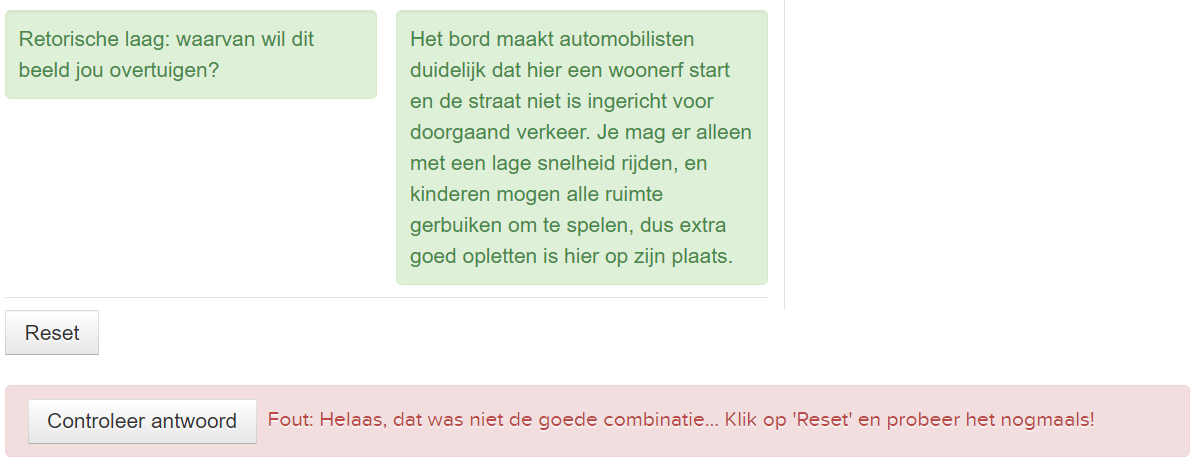 Retorische laag: waarvan wil dit
beeld jou overtuigen?
Het bord maakt automobilisten
duidelijk dat hier een woonerf start
en de straat niet is ingericht voor
doorgaand verkeer. Je mag er alleen
met een lage snelheid rijden, en
kinderen mogen alle ruimte
gerbuiken om te spelen, dus extra
goed opletten is hier op zijn plaats.
Reset
Controleer antwoord
Fout: Helaas, dat was niet de goede combinatie... Klik op 'Reset' en probeer het nogmaals!